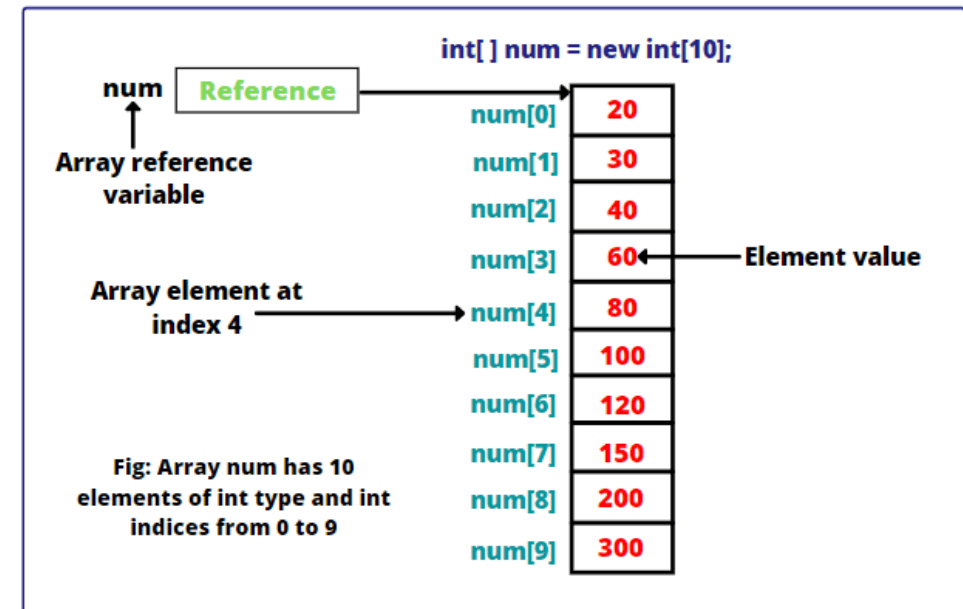 int[ ] num = new int[10];
num
Reference
Array reference
variable
num[0] 20
num[1] 30
num[2] 40
num[3] 60
Element value
Array element at
index 4
num[4] 80
num[5] 100
num[6] 120
num[7] 150
num[8] 200
num[9] 300
Fig: Array num has 10
elements of int type and int
indices from 0 to 9